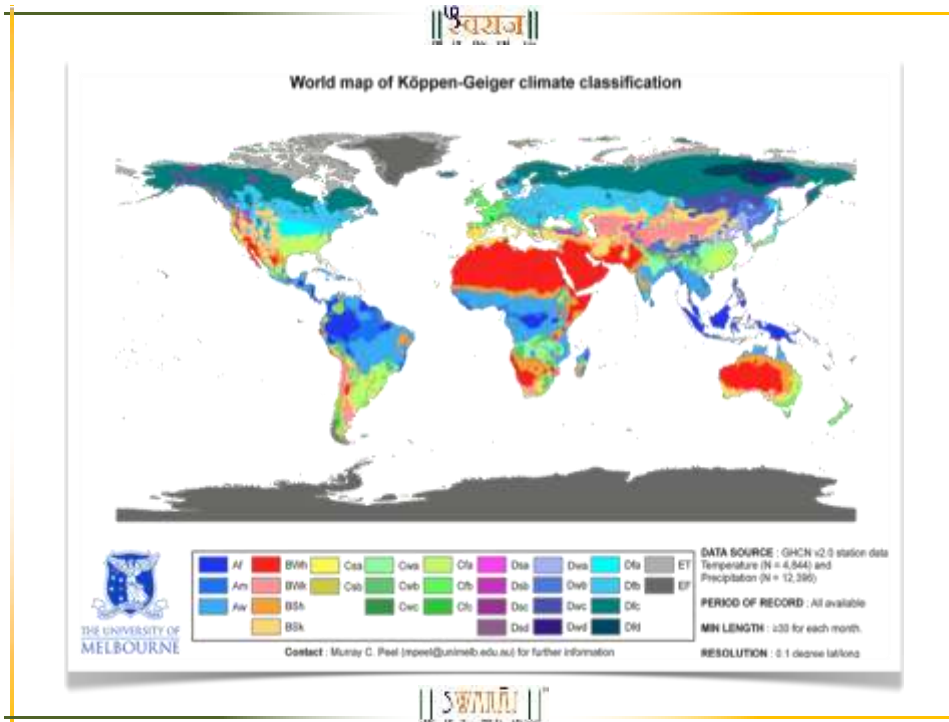 ||स्वराज||
World map of Köppen-Geiger climate classification
THE UNIVERSITY OF
MELBOURNE
Af BWh Csa Cwa Cfa Dsa Dwa Dfa ET
Am BWk Csb Cwb Cfb Dsb Dwb Dfb EF
Aw BSh Cwc Cfc Dsc Dwc Dfc
BSk Dsd Dwd Dfd
Contact : Murray C. Peel (mpeel@unimelb.edu.au) for further information
DATA SOURCE : GHCN v2.0 station data
Temperature (N = 4,844) and
Precipitation (N = 12,396)
PERIOD OF RECORD : All available
MIN LENGTH : ≥30 for each month.
RESOLUTION : 0.1 degree lat/long
||SWARAJ||